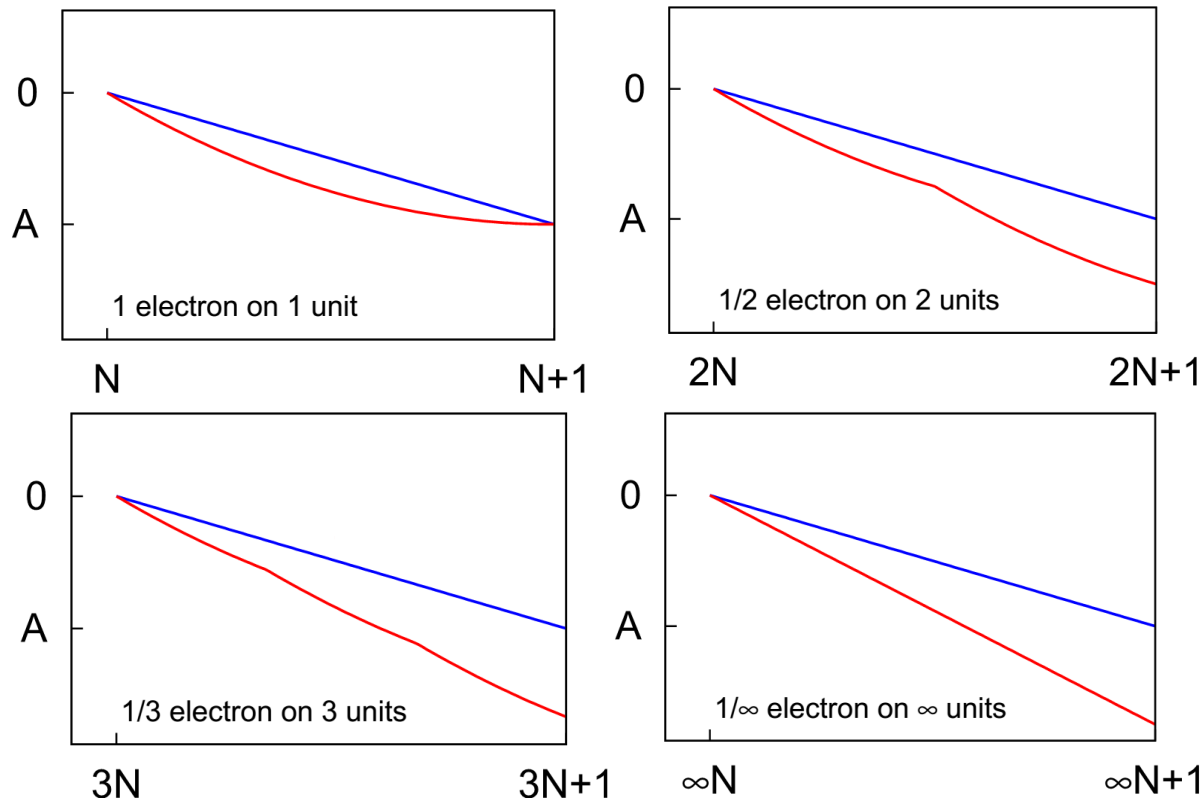 0
A
1 electron on 1 unit
N N+1
0
A
1/2 electron on 2 units
2N 2N+1
0
A
1/3 electron on 3 units
3N 3N+1
0
A
1/∞ electron on ∞ units
∞N ∞N+1